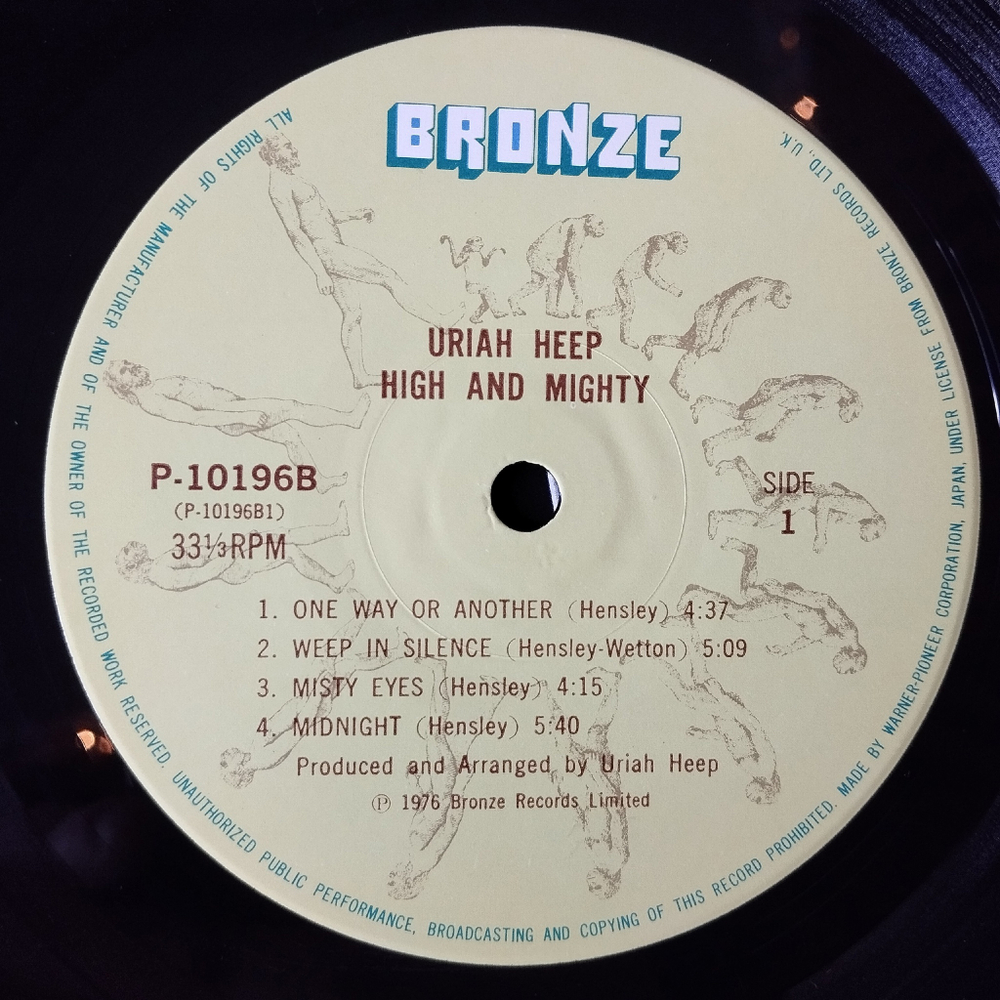 BRONZE
URIAH HEEP
HIGH AND MIGHTY
P-10196B
(P-10196B1)
33⅓RPM
SIDE
1
1. ONE WAY OR ANOTHER (Hensley) 4:37
2. WEEP IN SILENCE (Hensley-Wetton) 5:09
3. MISTY EYES (Hensley) 4:15
4. MIDNIGHT (Hensley) 5:40
Produced and Arranged by Uriah Heep
Ⓟ 1976 Bronze Records Limited
ALL RIGHTS OF THE MANUFACTURER AND OF THE OWNER OF THE RECORDED WORK RESERVED. UNAUTHORIZED PUBLIC PERFORMANCE, BROADCASTING AND COPYING OF THIS RECORD PROHIBITED. MADE BY WARNER-PIONEER CORPORATION, JAPAN, UNDER LICENSE FROM BRONZE RECORDS LTD., U.K.